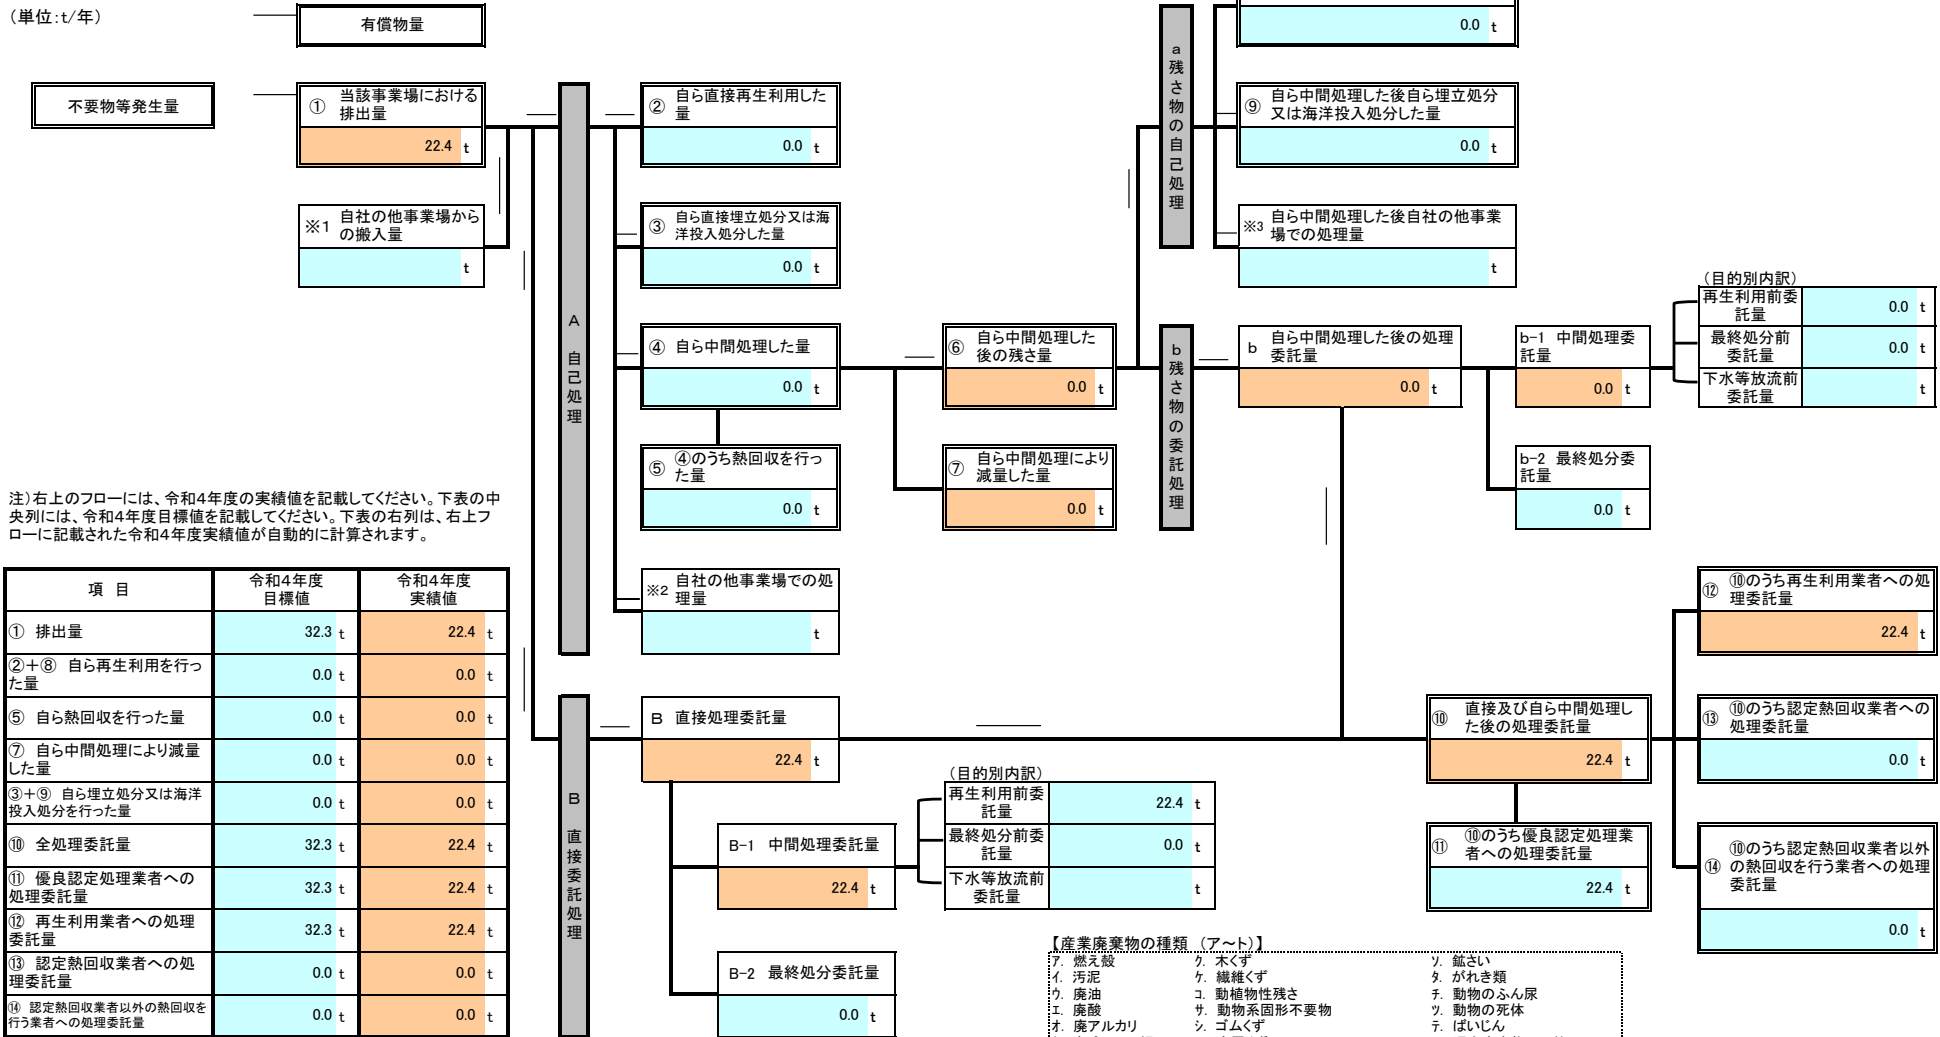 （単位：t/年）
有償物量
0.0 t
不要物等発生量
① 当該事業場における
排出量
22.4 t
※1 自社の他事業場から
の搬入量
t
A 自己処理
② 自ら直接再生利用した
量
0.0 t
③ 自ら直接埋立処分又は海
洋投入処分した量
0.0 t
④ 自ら中間処理した量
0.0 t
⑤ ④のうち熱回収を行っ
た量
0.0 t
※2 自社の他事業場での処
理量
t
⑥ 自ら中間処理した
後の残さ量
0.0 t
⑦ 自ら中間処理により
減量した量
0.0 t
a 残さ物の自己処理
⑨ 自ら中間処理した後自ら埋立処分
又は海洋投入処分した量
0.0 t
※3 自ら中間処理した後自社の他事業
場での処理量
t
b 残さ物の委託処理
b 自ら中間処理した後の処理
委託量
0.0 t
b-1 中間処理委
託量
0.0 t
b-2 最終処分委
託量
0.0 t
（目的別内訳）
再生利用前委
託量
0.0 t
最終処分前
委託量
0.0 t
下水等放流前
委託量
t
注）右上のフローには、令和４年度の実績値を記載してください。下表の中
央列には、令和４年度目標値を記載してください。下表の右列は、右上フ
ローに記載された令和４年度実績値が自動的に計算されます。
項 目 令和４年度
目標値 令和４年度
実績値
① 排出量 32.3 t 22.4 t
②＋⑧ 自ら再生利用を行っ
た量 0.0 t 0.0 t
⑤ 自ら熱回収を行った量 0.0 t 0.0 t
⑦ 自ら中間処理により減量
した量 0.0 t 0.0 t
③＋⑨ 自ら埋立処分又は海洋
投入処分を行った量 0.0 t 0.0 t
⑩ 全処理委託量 32.3 t 22.4 t
⑪ 優良認定処理業者への
処理委託量 32.3 t 22.4 t
⑫ 再生利用業者への処理
委託量 32.3 t 22.4 t
⑬ 認定熱回収業者への処
理委託量 0.0 t 0.0 t
⑭ 認定熱回収業者以外の熱回収を
行う業者への処理委託量 0.0 t 0.0 t
B 直接委託処理
B 直接処理委託量
22.4 t
B-1 中間処理委託量
22.4 t
B-2 最終処分委託量
0.0 t
（目的別内訳）
再生利用前委
託量
22.4 t
最終処分前委
託量
0.0 t
下水等放流前
委託量
t
⑩ 直接及び自ら中間処理し
た後の処理委託量
22.4 t
⑪ ⑩のうち優良認定処理業
者への処理委託量
22.4 t
⑫ ⑩のうち再生利用業者への処
理委託量
22.4 t
⑬ ⑩のうち認定熱回収業者への
処理委託量
0.0 t
⑭ ⑩のうち認定熱回収業者以外
の熱回収を行う業者への処理
委託量
0.0 t
【産業廃棄物の種類 （ア～ト）】
ア. 燃え殻 ク. 木くず ソ. 鉱さい
イ. 汚泥 ケ. 繊維くず タ. がれき類
ウ. 廃油 コ. 動植物性残さ チ. 動物のふん尿
エ. 廃酸 サ. 動物系固形不要物 ツ. 動物の死体
オ. 廃アルカリ シ. ゴムくず テ. ばいじん